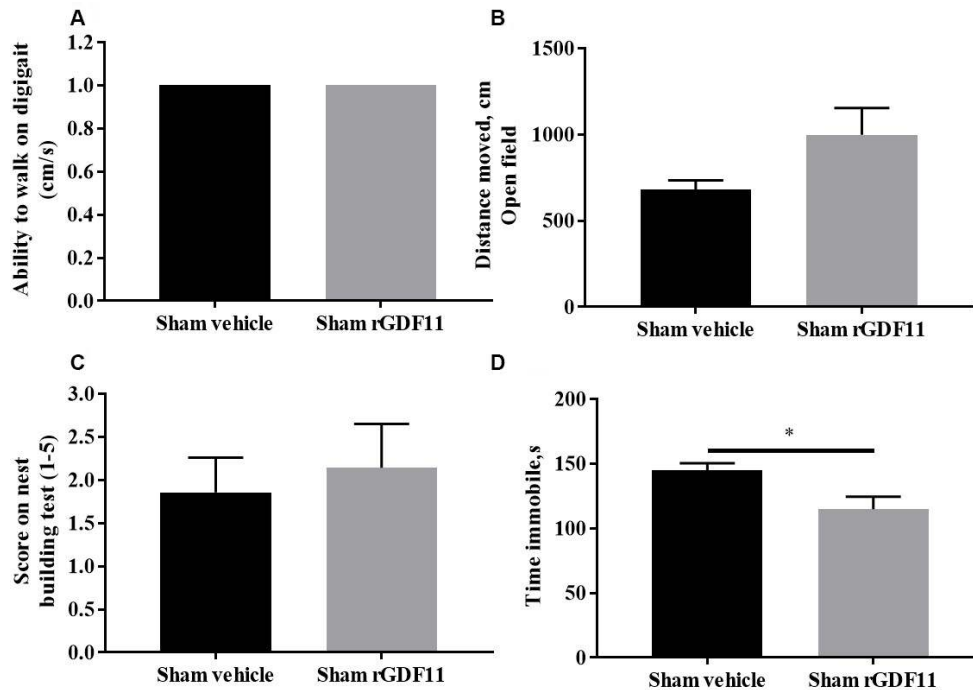 A
Ability to walk on digigait
(cm/s)
1.2
1.0
0.8
0.6
0.4
0.2
0.0
Sham vehicle
Sham rGDF11
B
Distance moved, cm
Open field
1500
1000
500
0
Sham vehicle
Sham rGDF11
C
Score on nest
building test (1-5)
3.0
2.5
2.0
1.5
1.0
0.5
0.0
Sham vehicle
Sham rGDF11
D
Time immobile,s
200
150
100
50
0
*
Sham vehicle
Sham rGDF11